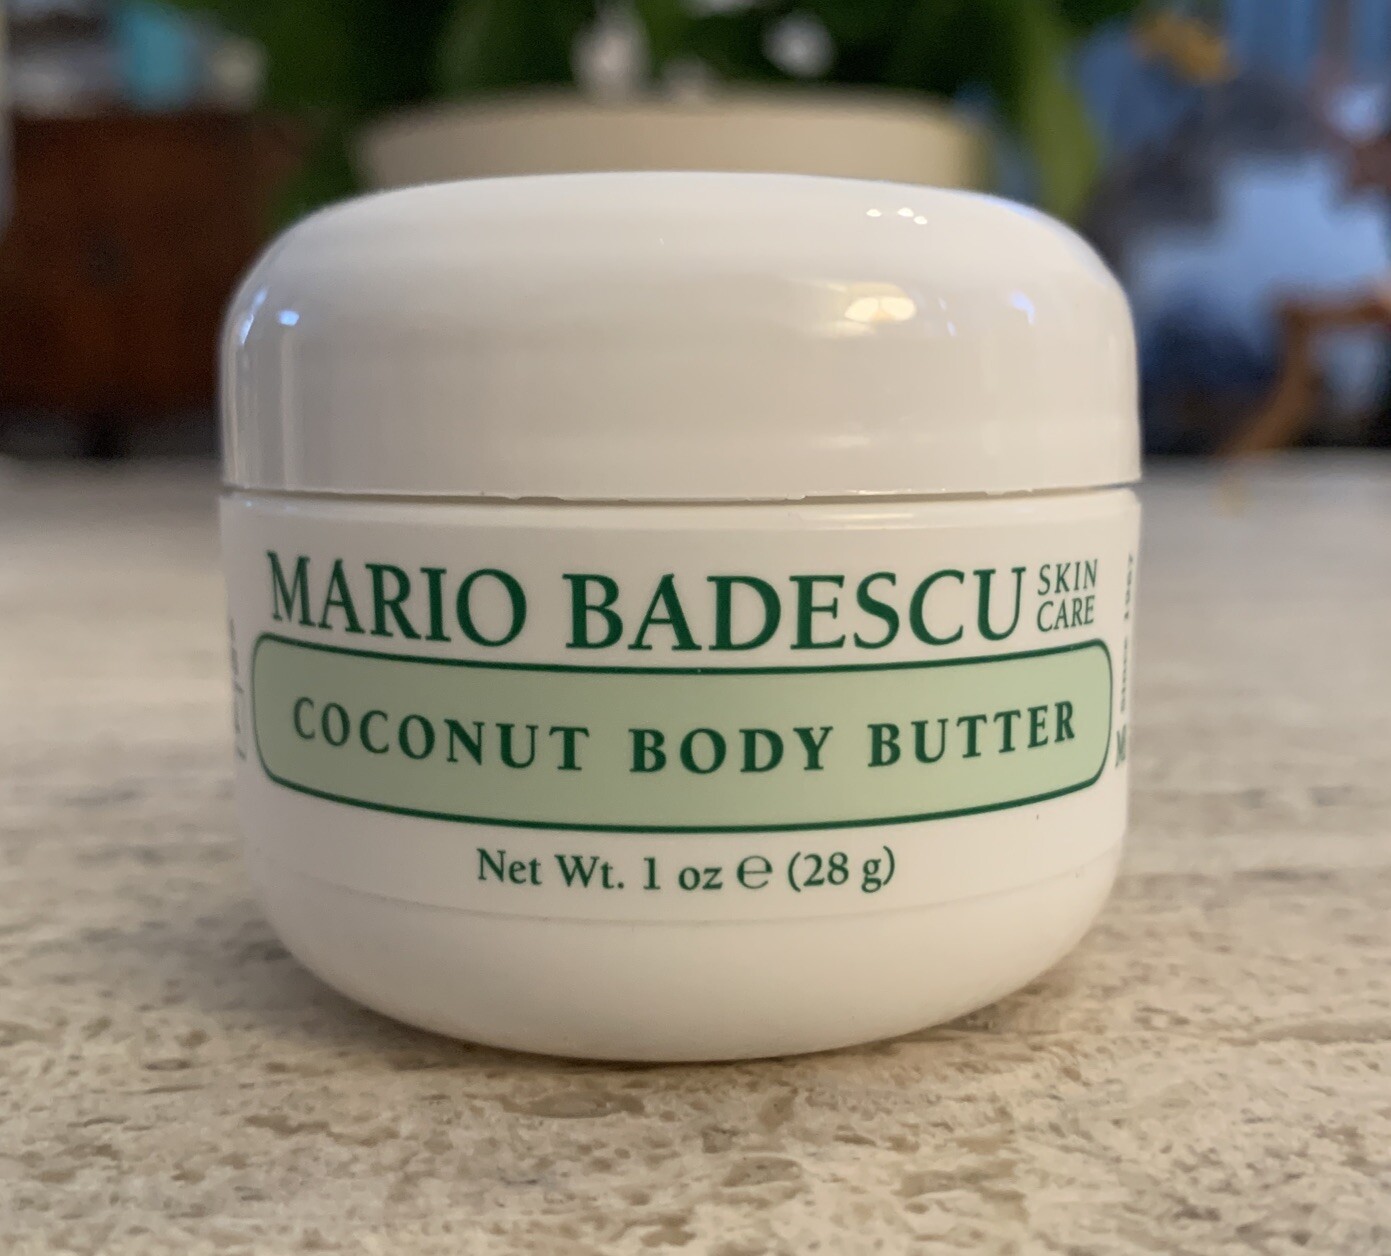 MARIO BADESCU SKIN CARE
COCONUT BODY BUTTER
Net Wt. 1 oz ℮ (28 g)